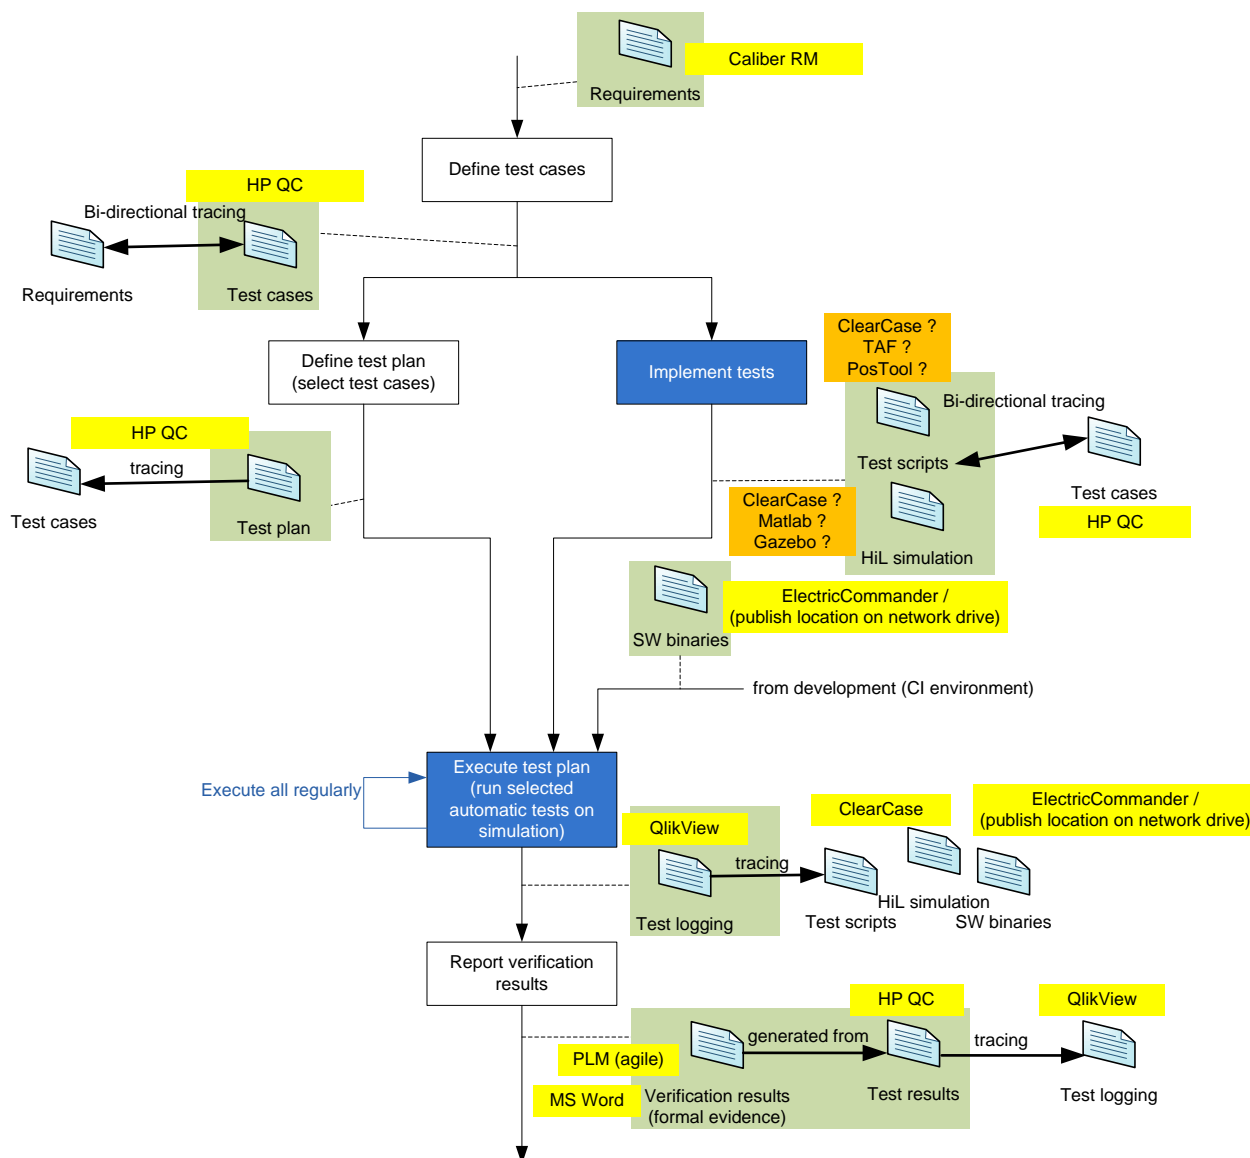 Caliber RM
Requirements
Define test cases
HP QC
Bi-directional tracing
Requirements
Test cases
Define test plan
(select test cases)
Implement tests
ClearCase ?
TAF ?
PosTool ?
Bi-directional tracing
Test scripts
Test cases
HP QC
HP QC
tracing
Test cases
Test plan
ClearCase ?
Matlab ?
Gazebo ?
HiL simulation
ElectricCommander /
(publish location on network drive)
SW binaries
from development (CI environment)
Execute test plan
(run selected
automatic tests on
simulation)
Execute all regularly
QlikView
tracing
Test logging
ClearCase
ElectricCommander /
(publish location on network drive)
HiL simulation
Test scripts
SW binaries
Report verification
results
HP QC
QlikView
generated from
tracing
PLM (agile)
MS Word
Verification results
(formal evidence)
Test results
Test logging